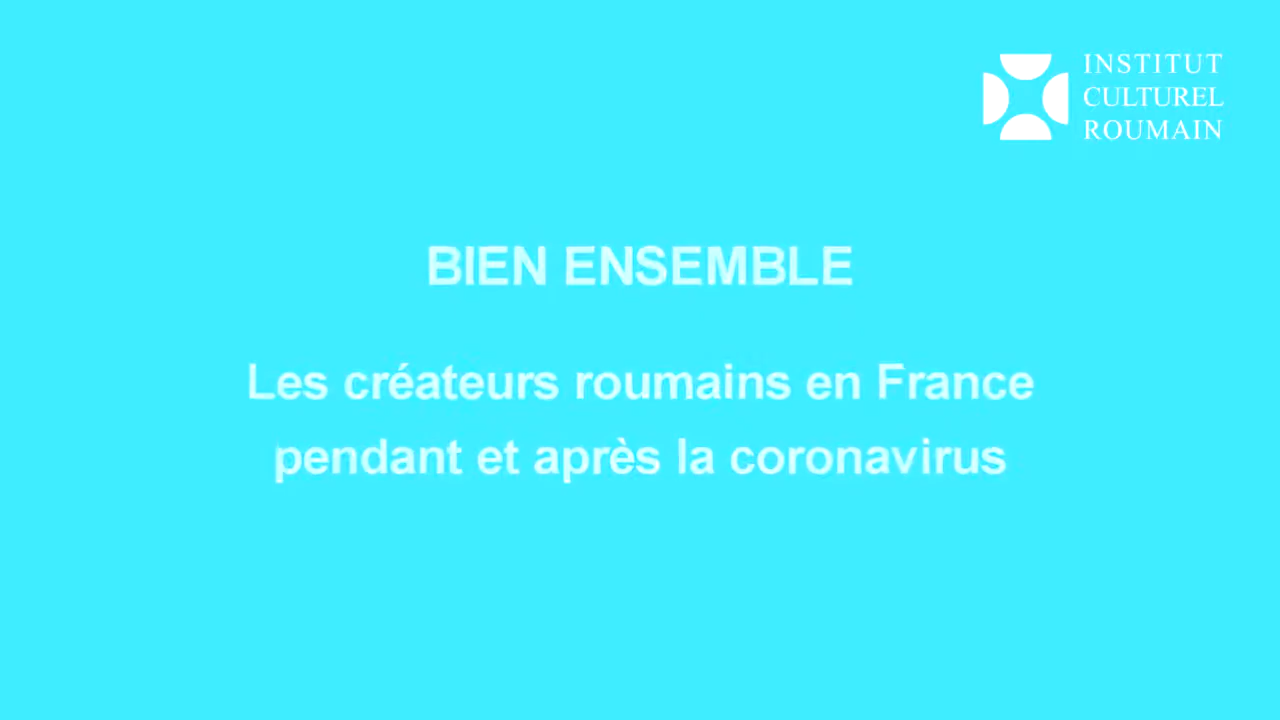 INSTITUT
CULTUREL
ROUMAIN
BIEN ENSEMBLE
Les créateurs roumains en France
pendant et après la coronavirus